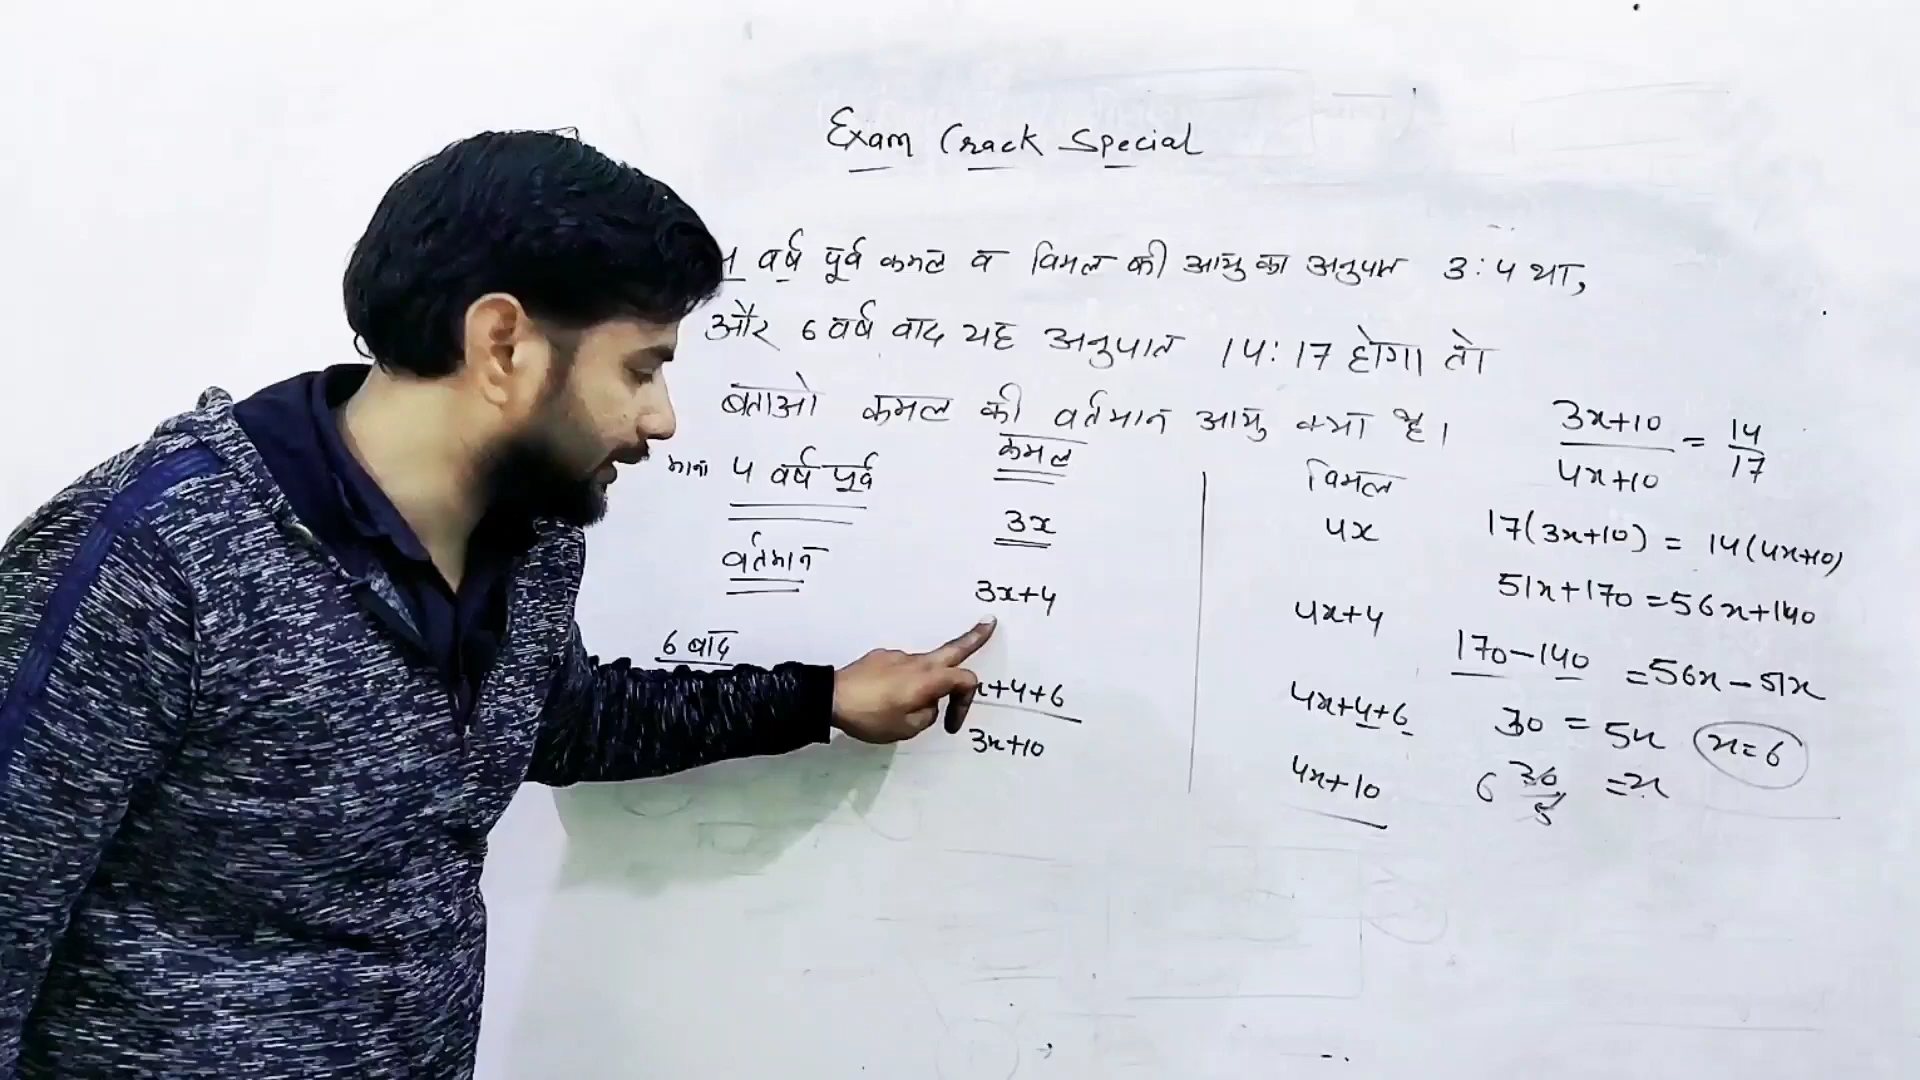 Exam Crack Special
4 वर्ष पूर्व कमल व विमल की आयु का अनुपात 3:4 था,
और 6 वर्ष बाद यह अनुपात 14:17 होगा तो
बताओ कमल की वर्तमान आयु क्या है।
माना 4 वर्ष पूर्व
कमल
3x
विमल
4x
वर्तमान
3x+4
4x+4
6 बाद
x+4+6
3x+10
4x+4+6
4x+10
3x+10 = 14
4x+10 17
17(3x+10) = 14(4x+10)
51x+170 = 56x+140
170-140 = 56x-51x
30 = 5x
x=6
6 30 = x
5